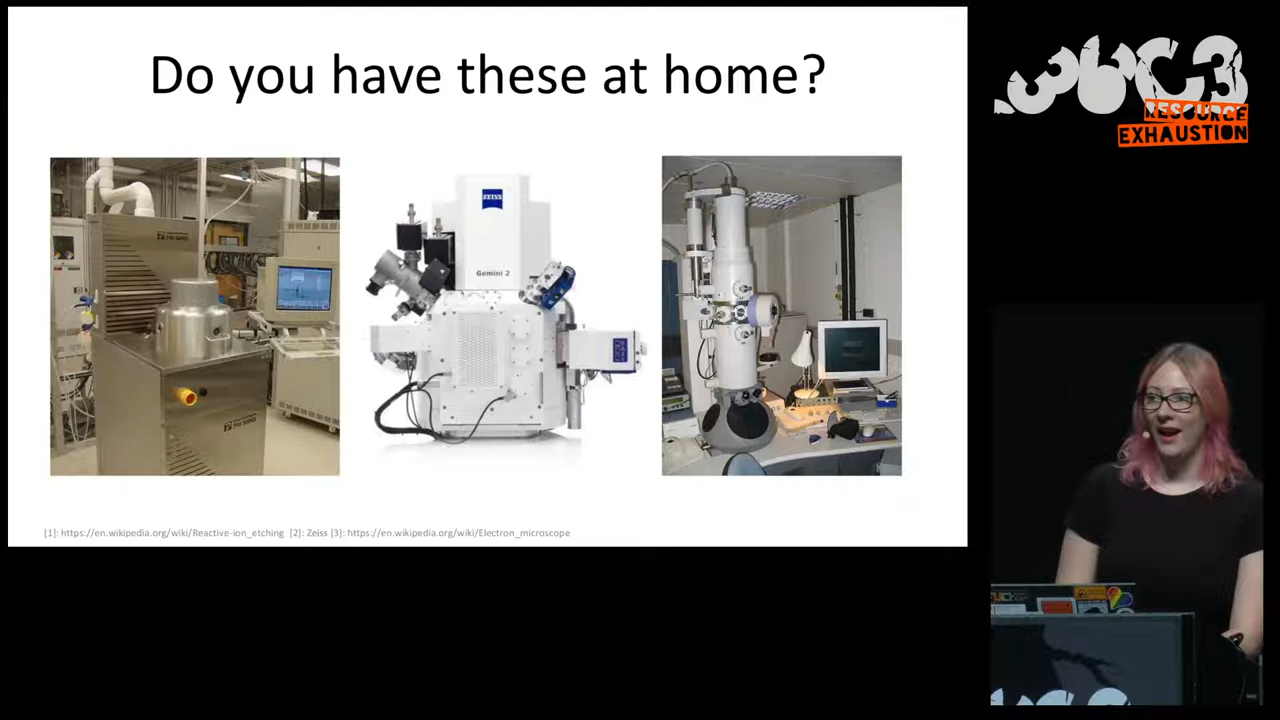 Do you have these at home?
ZEISS
Gemini 2
[1]: https://en.wikipedia.org/wiki/Reactive-ion_etching [2]: Zeiss [3]: https://en.wikipedia.org/wiki/Electron_microscope
36C3
RESOURCE
EXHAUSTION